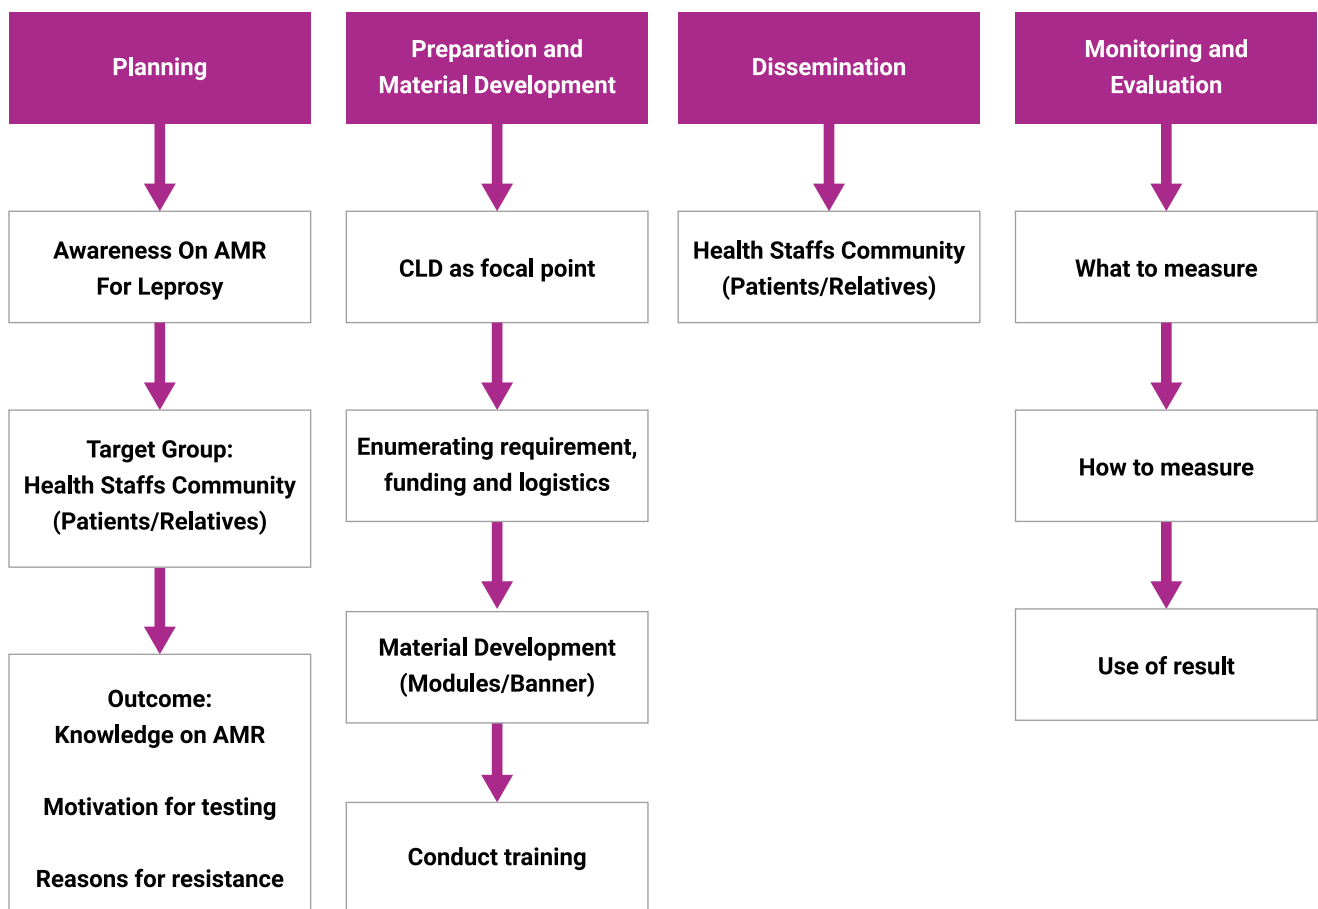 Planning
Awareness On AMR
For Leprosy
Target Group:
Health Staffs Community
(Patients/Relatives)
Outcome:
Knowledge on AMR
Motivation for testing
Reasons for resistance
Preparation and
Material Development
CLD as focal point
Enumerating requirement,
funding and logistics
Material Development
(Modules/Banner)
Conduct training
Dissemination
Health Staffs Community
(Patients/Relatives)
Monitoring and
Evaluation
What to measure
How to measure
Use of result